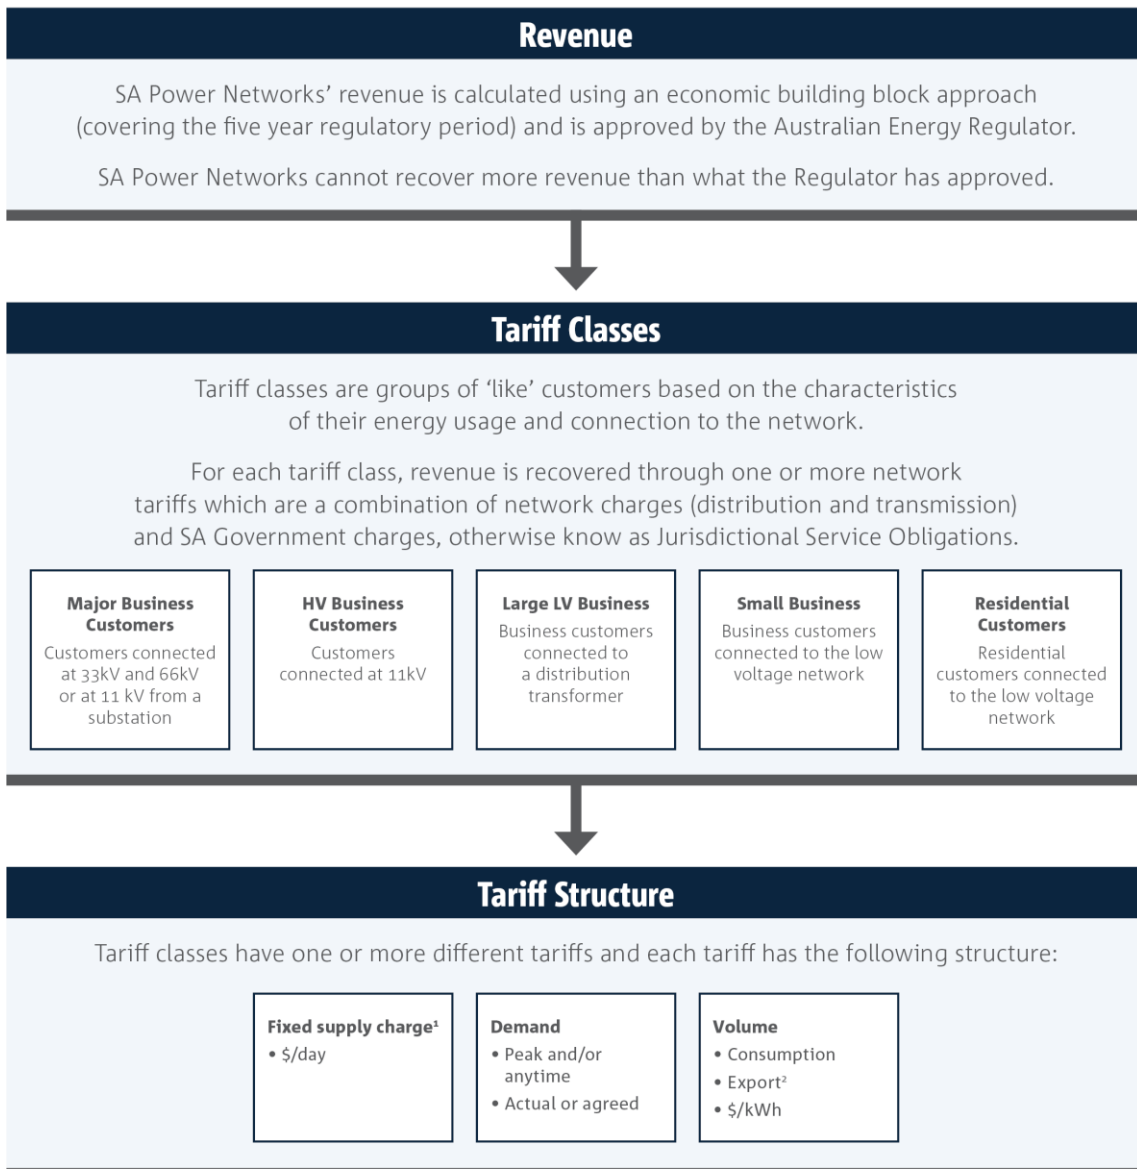 Revenue
SA Power Networks’ revenue is calculated using an economic building block approach
(covering the five year regulatory period) and is approved by the Australian Energy Regulator.
SA Power Networks cannot recover more revenue than what the Regulator has approved.
Tariff Classes
Tariff classes are groups of ‘like’ customers based on the characteristics
of their energy usage and connection to the network.
For each tariff class, revenue is recovered through one or more network
tariffs which are a combination of network charges (distribution and transmission)
and SA Government charges, otherwise know as Jurisdictional Service Obligations.
Major Business
Customers
Customers connected
at 33kV and 66kV
or at 11 kV from a
substation
HV Business
Customers
Customers
connected at 11kV
Large LV Business
Business customers
connected to
a distribution
transformer
Small Business
Business customers
connected to the low
voltage network
Residential
Customers
Residential
customers connected
to the low voltage
network
Tariff Structure
Tariff classes have one or more different tariffs and each tariff has the following structure:
Fixed supply charge¹
• $/day
Demand
• Peak and/or
anytime
• Actual or agreed
Volume
• Consumption
• Export²
• $/kWh